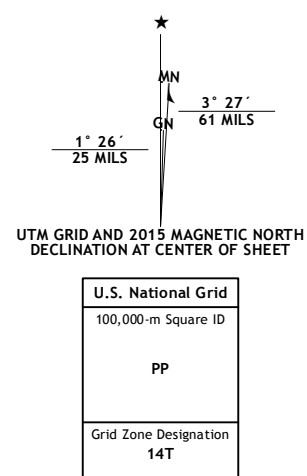 ★
MN
3° 27´
61 MILS
GN
1° 26´
25 MILS
UTM GRID AND 2015 MAGNETIC NORTH
DECLINATION AT CENTER OF SHEET
U.S. National Grid
100,000-m Square ID
PP
Grid Zone Designation
14T